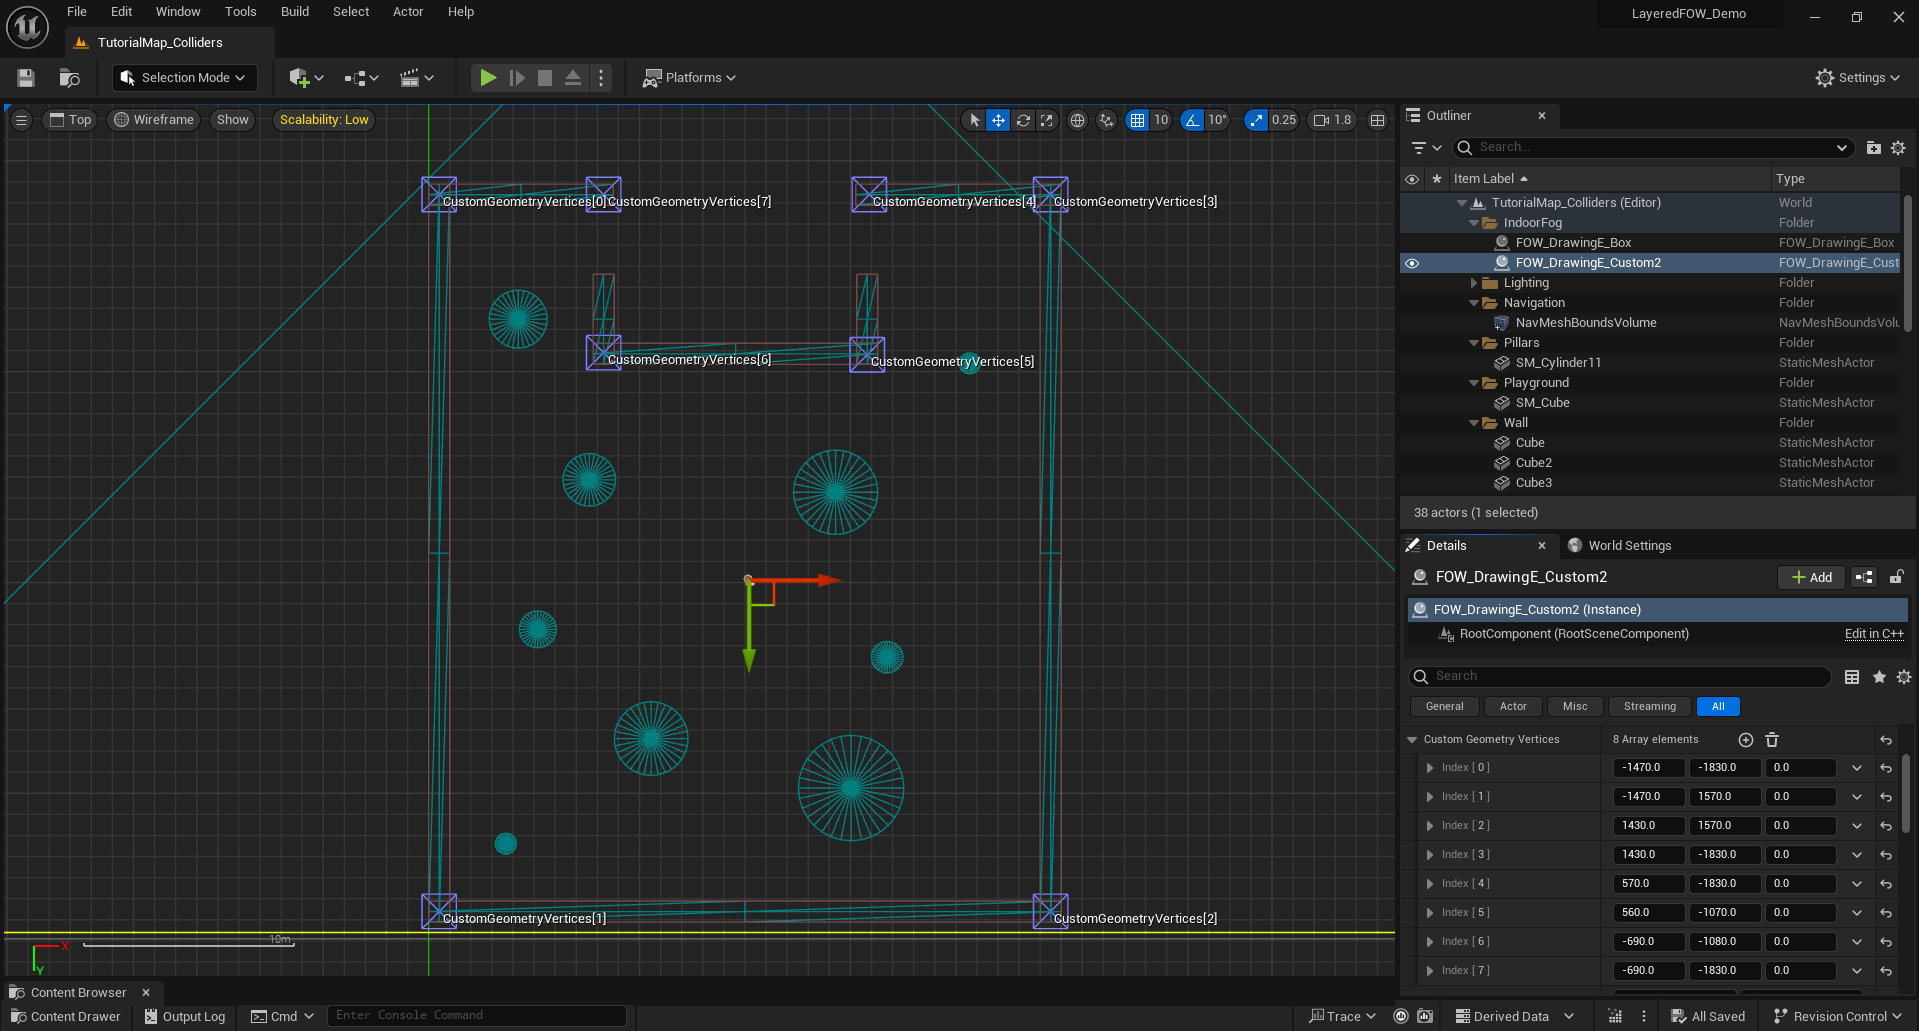 File Edit Window Tools Build Select Actor Help
LayeredFOW_Demo
TutorialMap_Colliders
Selection Mode
Platforms
Settings
Top Wireframe Show Scalability: Low
10 10° 0.25 1.8
CustomGeometryVertices[0] CustomGeometryVertices[7] CustomGeometryVertices[4] CustomGeometryVertices[3]
CustomGeometryVertices[6] CustomGeometryVertices[5]
CustomGeometryVertices[1] CustomGeometryVertices[2]
10m
X
Y
Outliner
Search...
Item Label Type
TutorialMap_Colliders (Editor) World
IndoorFog Folder
FOW_DrawingE_Box FOW_DrawingE_Box
FOW_DrawingE_Custom2 FOW_DrawingE_Cust
Lighting Folder
Navigation Folder
NavMeshBoundsVolume NavMeshBoundsVolu
Pillars Folder
SM_Cylinder11 StaticMeshActor
Playground Folder
SM_Cube StaticMeshActor
Wall Folder
Cube StaticMeshActor
Cube2 StaticMeshActor
Cube3 StaticMeshActor
38 actors (1 selected)
Details World Settings
FOW_DrawingE_Custom2 Add
FOW_DrawingE_Custom2 (Instance)
RootComponent (RootSceneComponent) Edit in C++
Search
General Actor Misc Streaming All
Custom Geometry Vertices 8 Array elements
Index [ 0 ] -1470.0 -1830.0 0.0
Index [ 1 ] -1470.0 1570.0 0.0
Index [ 2 ] 1430.0 1570.0 0.0
Index [ 3 ] 1430.0 -1830.0 0.0
Index [ 4 ] 570.0 -1830.0 0.0
Index [ 5 ] 560.0 -1070.0 0.0
Index [ 6 ] -690.0 -1080.0 0.0
Index [ 7 ] -690.0 -1830.0 0.0
Content Browser
Content Drawer Output Log Cmd Enter Console Command Trace Derived Data All Saved Revision Control